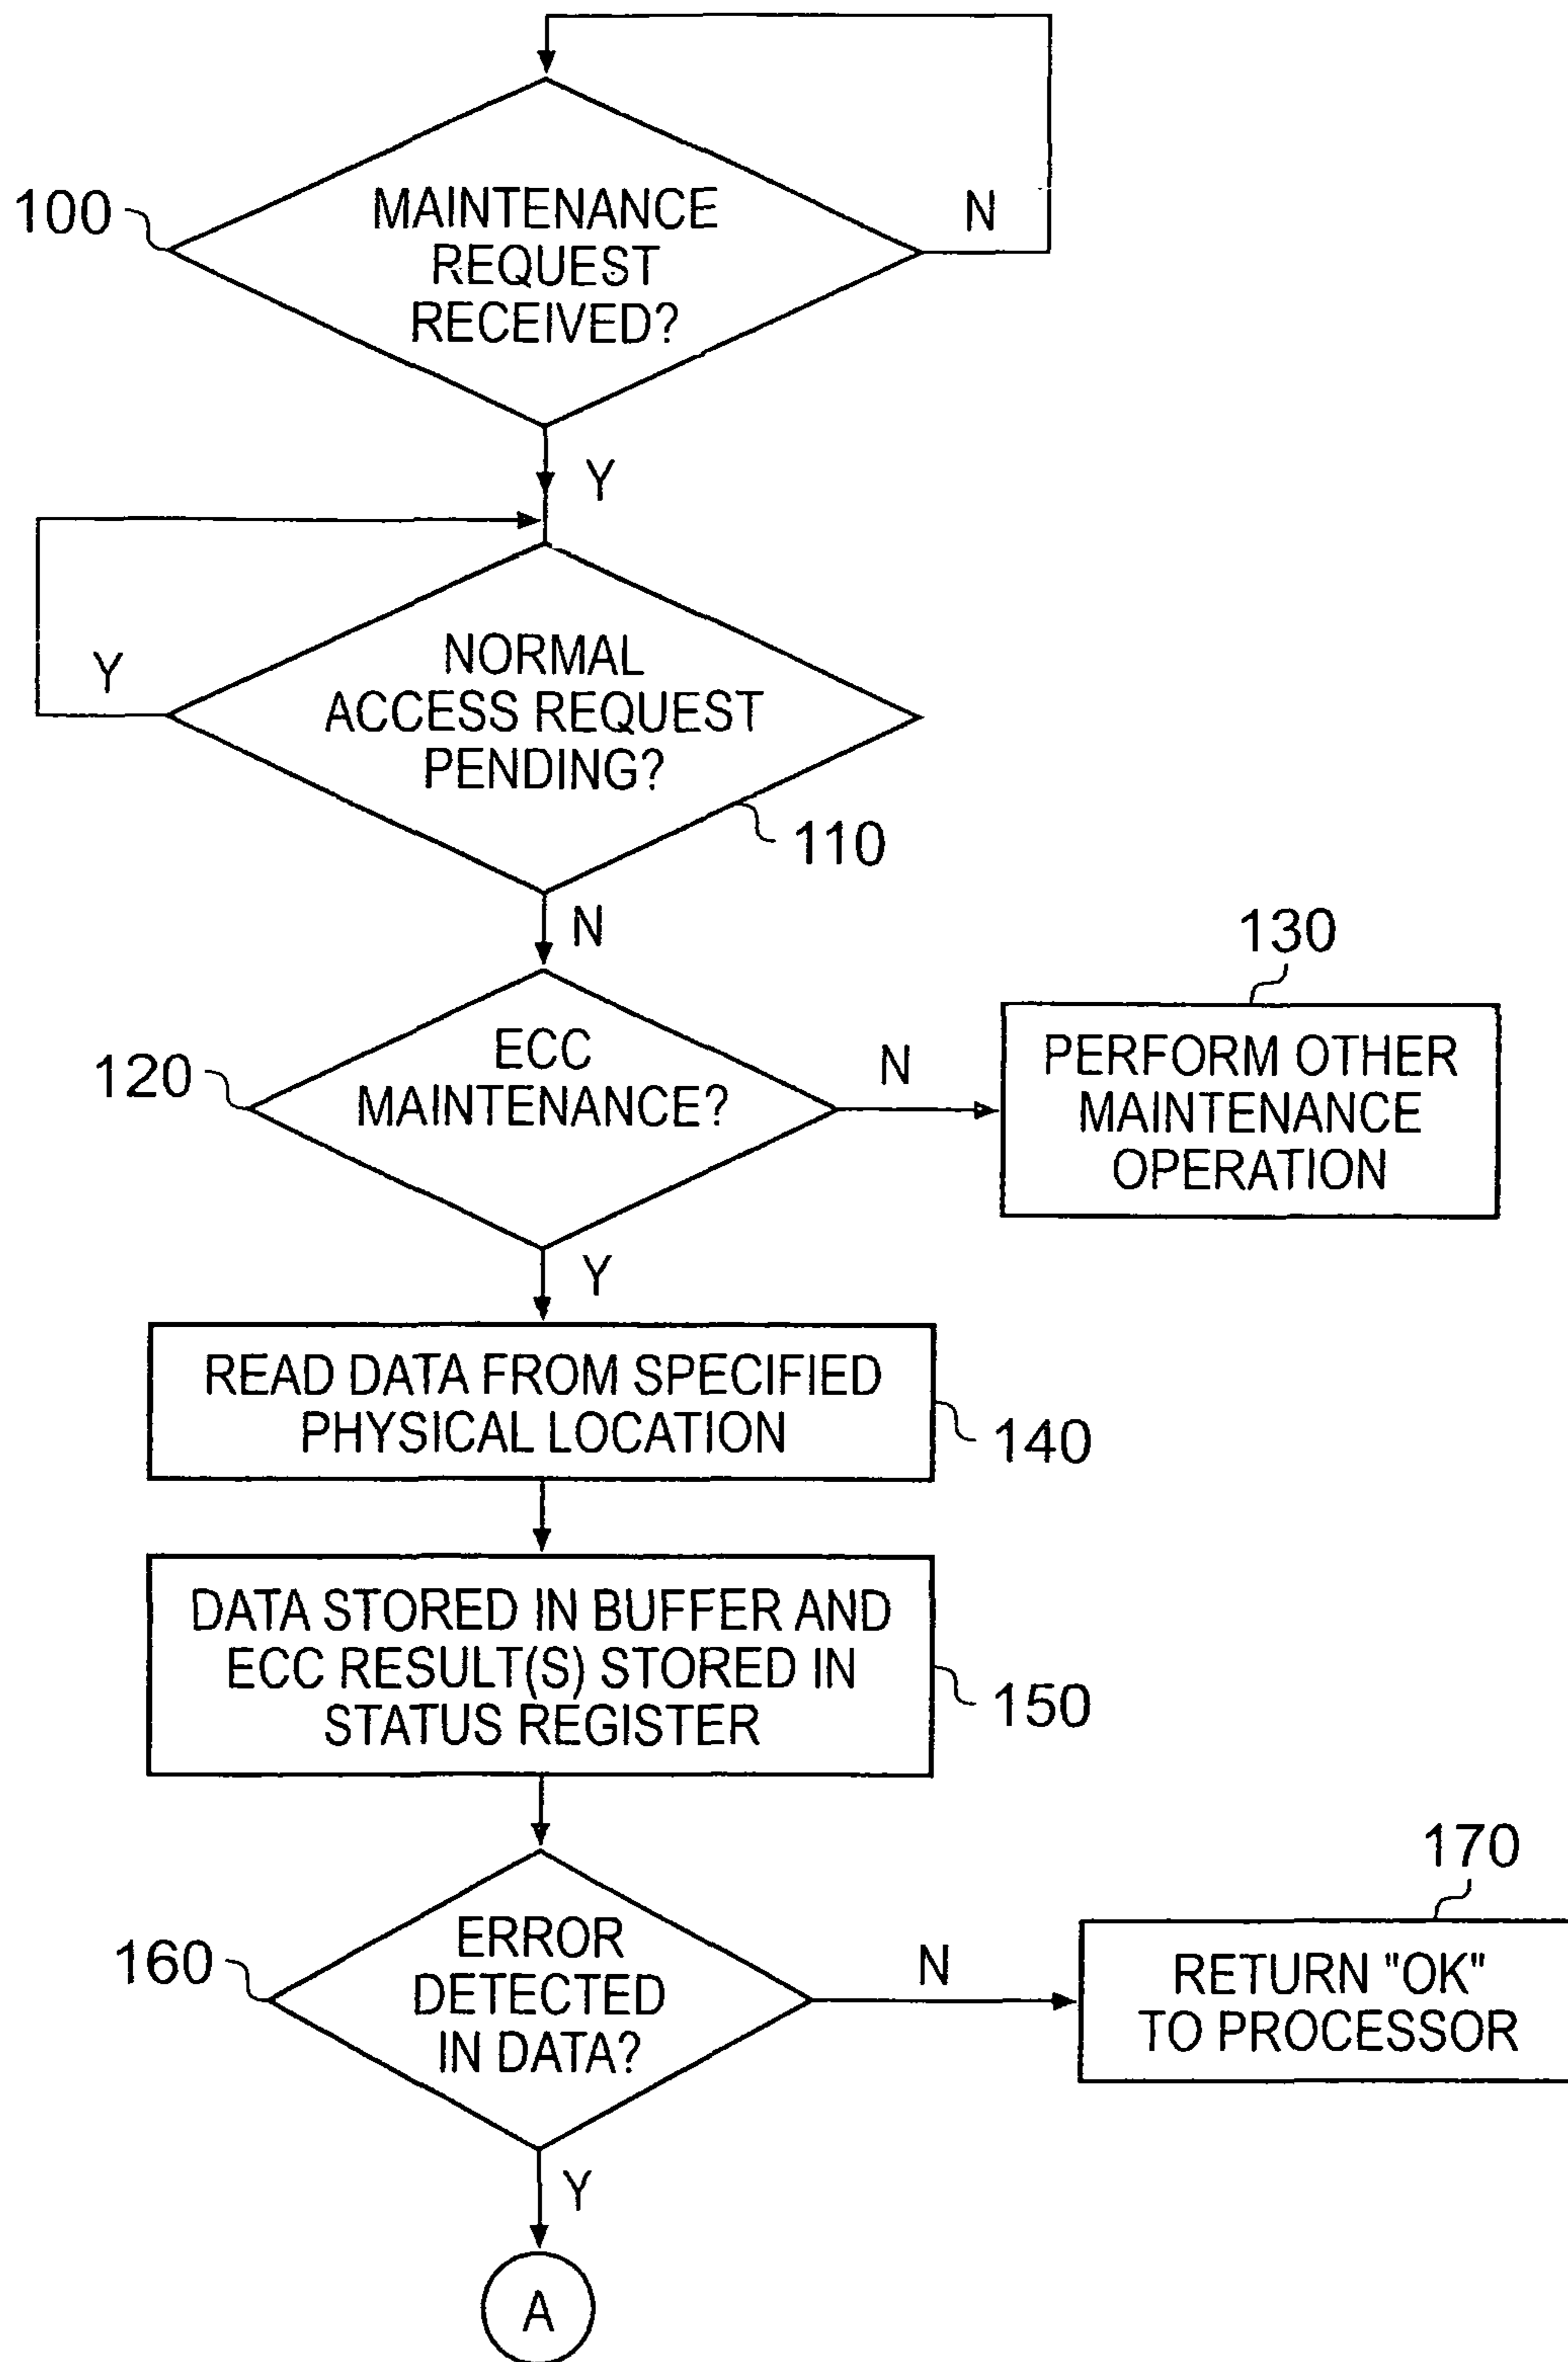 100
MAINTENANCE
REQUEST
RECEIVED?
N
Y
NORMAL
ACCESS REQUEST
PENDING?
Y
110
N
130
120
ECC
MAINTENANCE?
N
PERFORM OTHER
MAINTENANCE
OPERATION
Y
READ DATA FROM SPECIFIED
PHYSICAL LOCATION
140
DATA STORED IN BUFFER AND
ECC RESULT(S) STORED IN
STATUS REGISTER
150
170
160
ERROR
DETECTED
IN DATA?
N
RETURN "OK"
TO PROCESSOR
Y
A